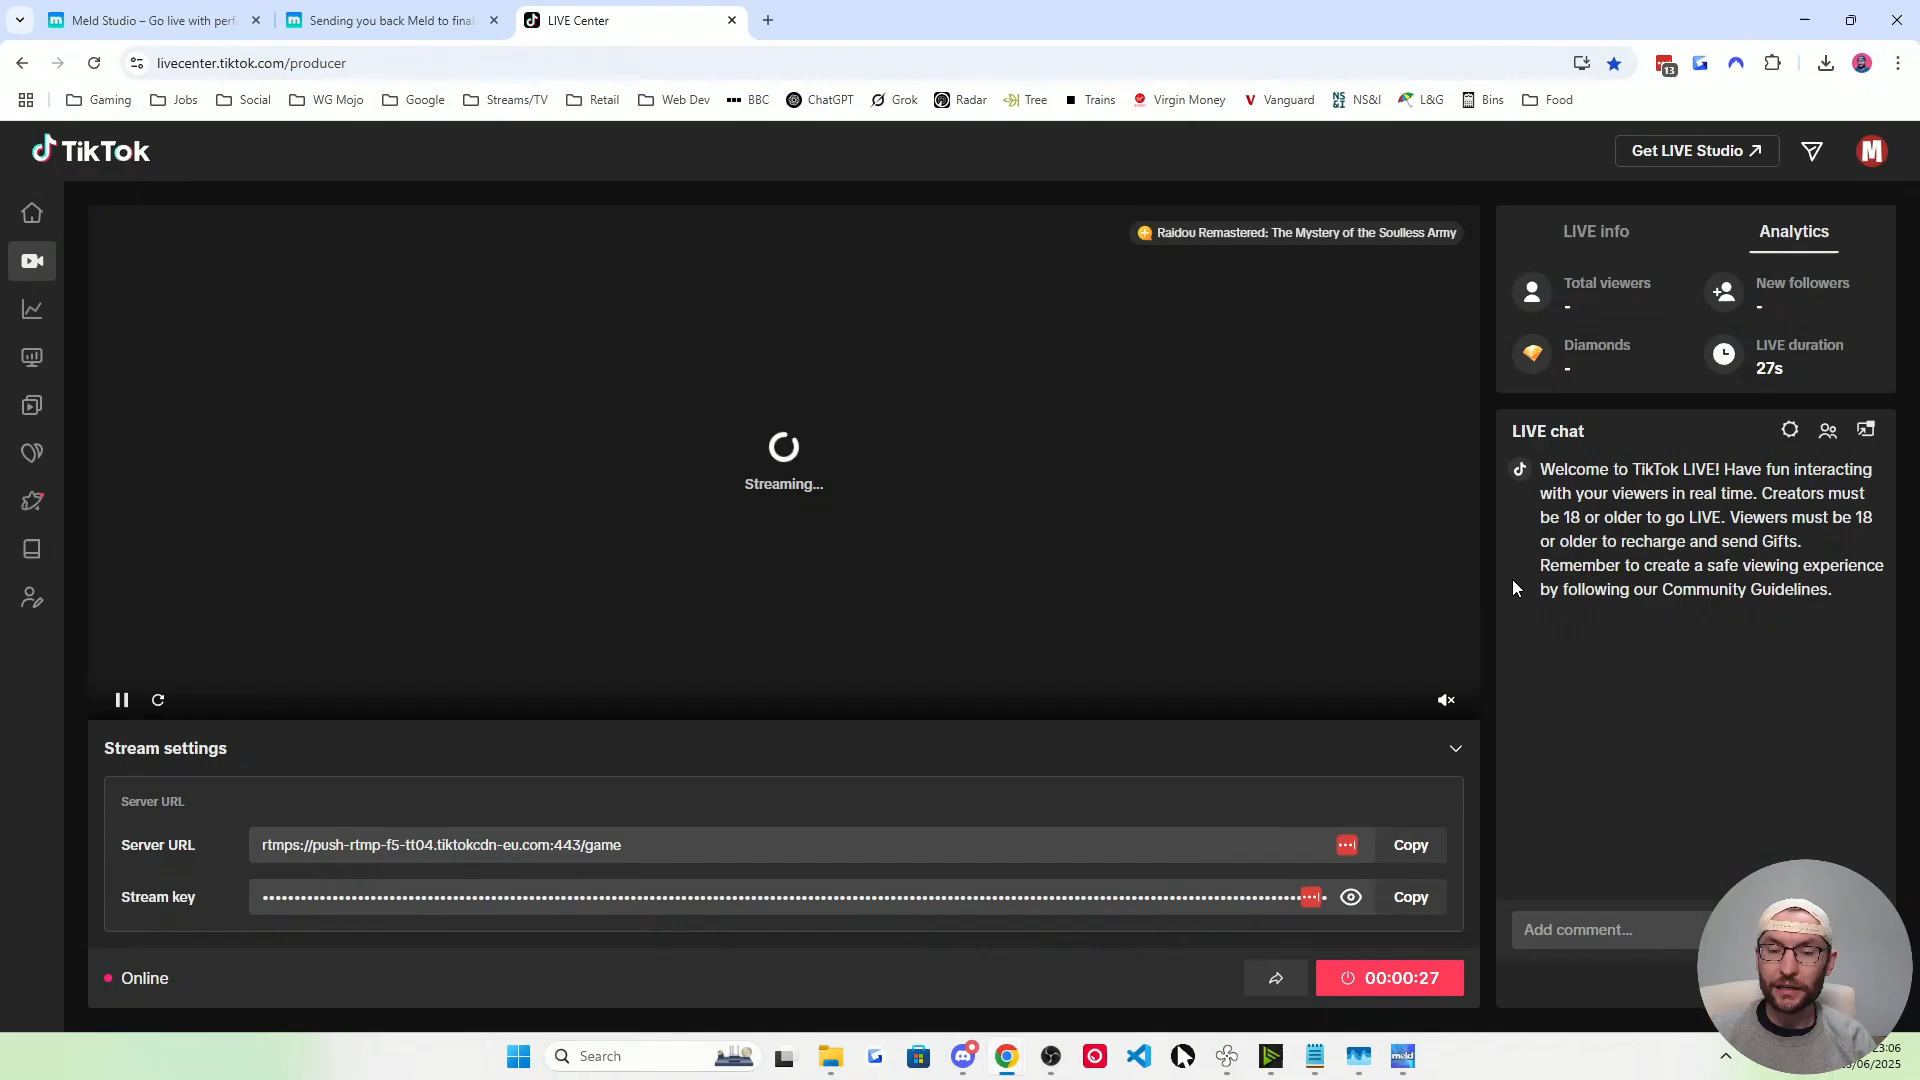 Meld Studio – Go live with perf
Sending you back Meld to fina
LIVE Center
livecenter.tiktok.com/producer
13
Gaming
Jobs
Social
WG Mojo
Google
Streams/TV
Retail
Web Dev
BBC
ChatGPT
Grok
Radar
Tree
Trains
Virgin Money
Vanguard
NS&I
L&G
Bins
Food
TikTok
Get LIVE Studio
M
Raidou Remastered: The Mystery of the Soulless Army
Streaming...
LIVE info
Analytics
Total viewers
-
New followers
-
Diamonds
-
LIVE duration
27s
LIVE chat
Welcome to TikTok LIVE! Have fun interacting
with your viewers in real time. Creators must
be 18 or older to go LIVE. Viewers must be 18
or older to recharge and send Gifts.
Remember to create a safe viewing experience
by following our Community Guidelines.
Stream settings
Server URL
Server URL
rtmps://push-rtmp-f5-tt04.tiktokcdn-eu.com:443/game
Copy
Stream key
Copy
Add comment...
Online
00:00:27
Search
meld
23:06
/06/2025